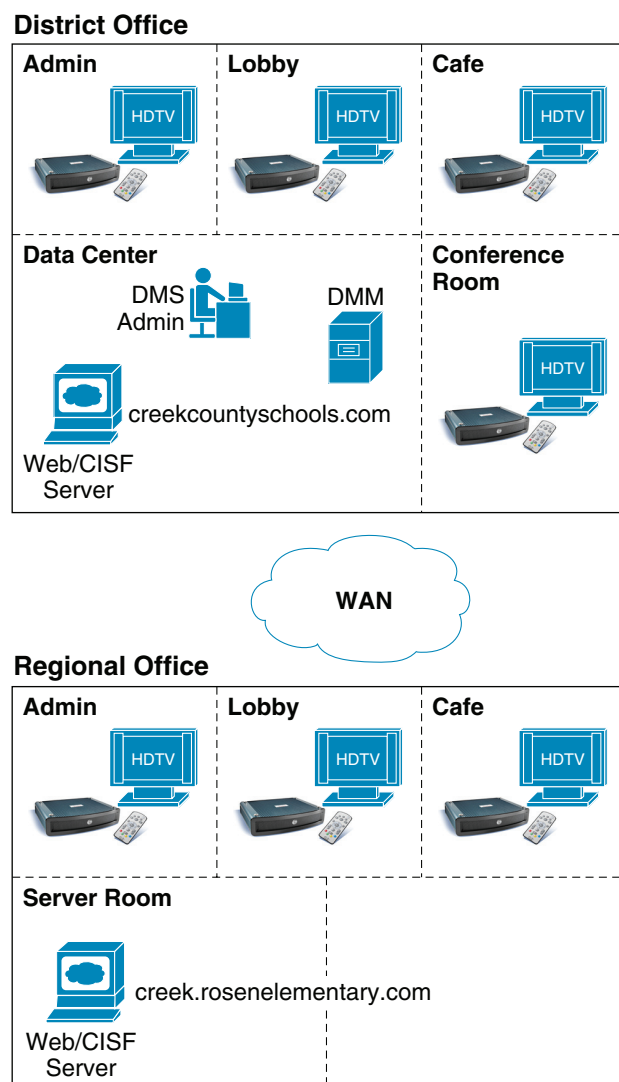 District Office
Admin
Lobby
Cafe
HDTV
HDTV
HDTV
Data Center
Conference
Room
DMS
Admin
DMM
HDTV
creekcountyschools.com
Web/CISF
Server
WAN
Regional Office
Admin
Lobby
Cafe
HDTV
HDTV
HDTV
Server Room
creek.rosenelementary.com
Web/CISF
Server